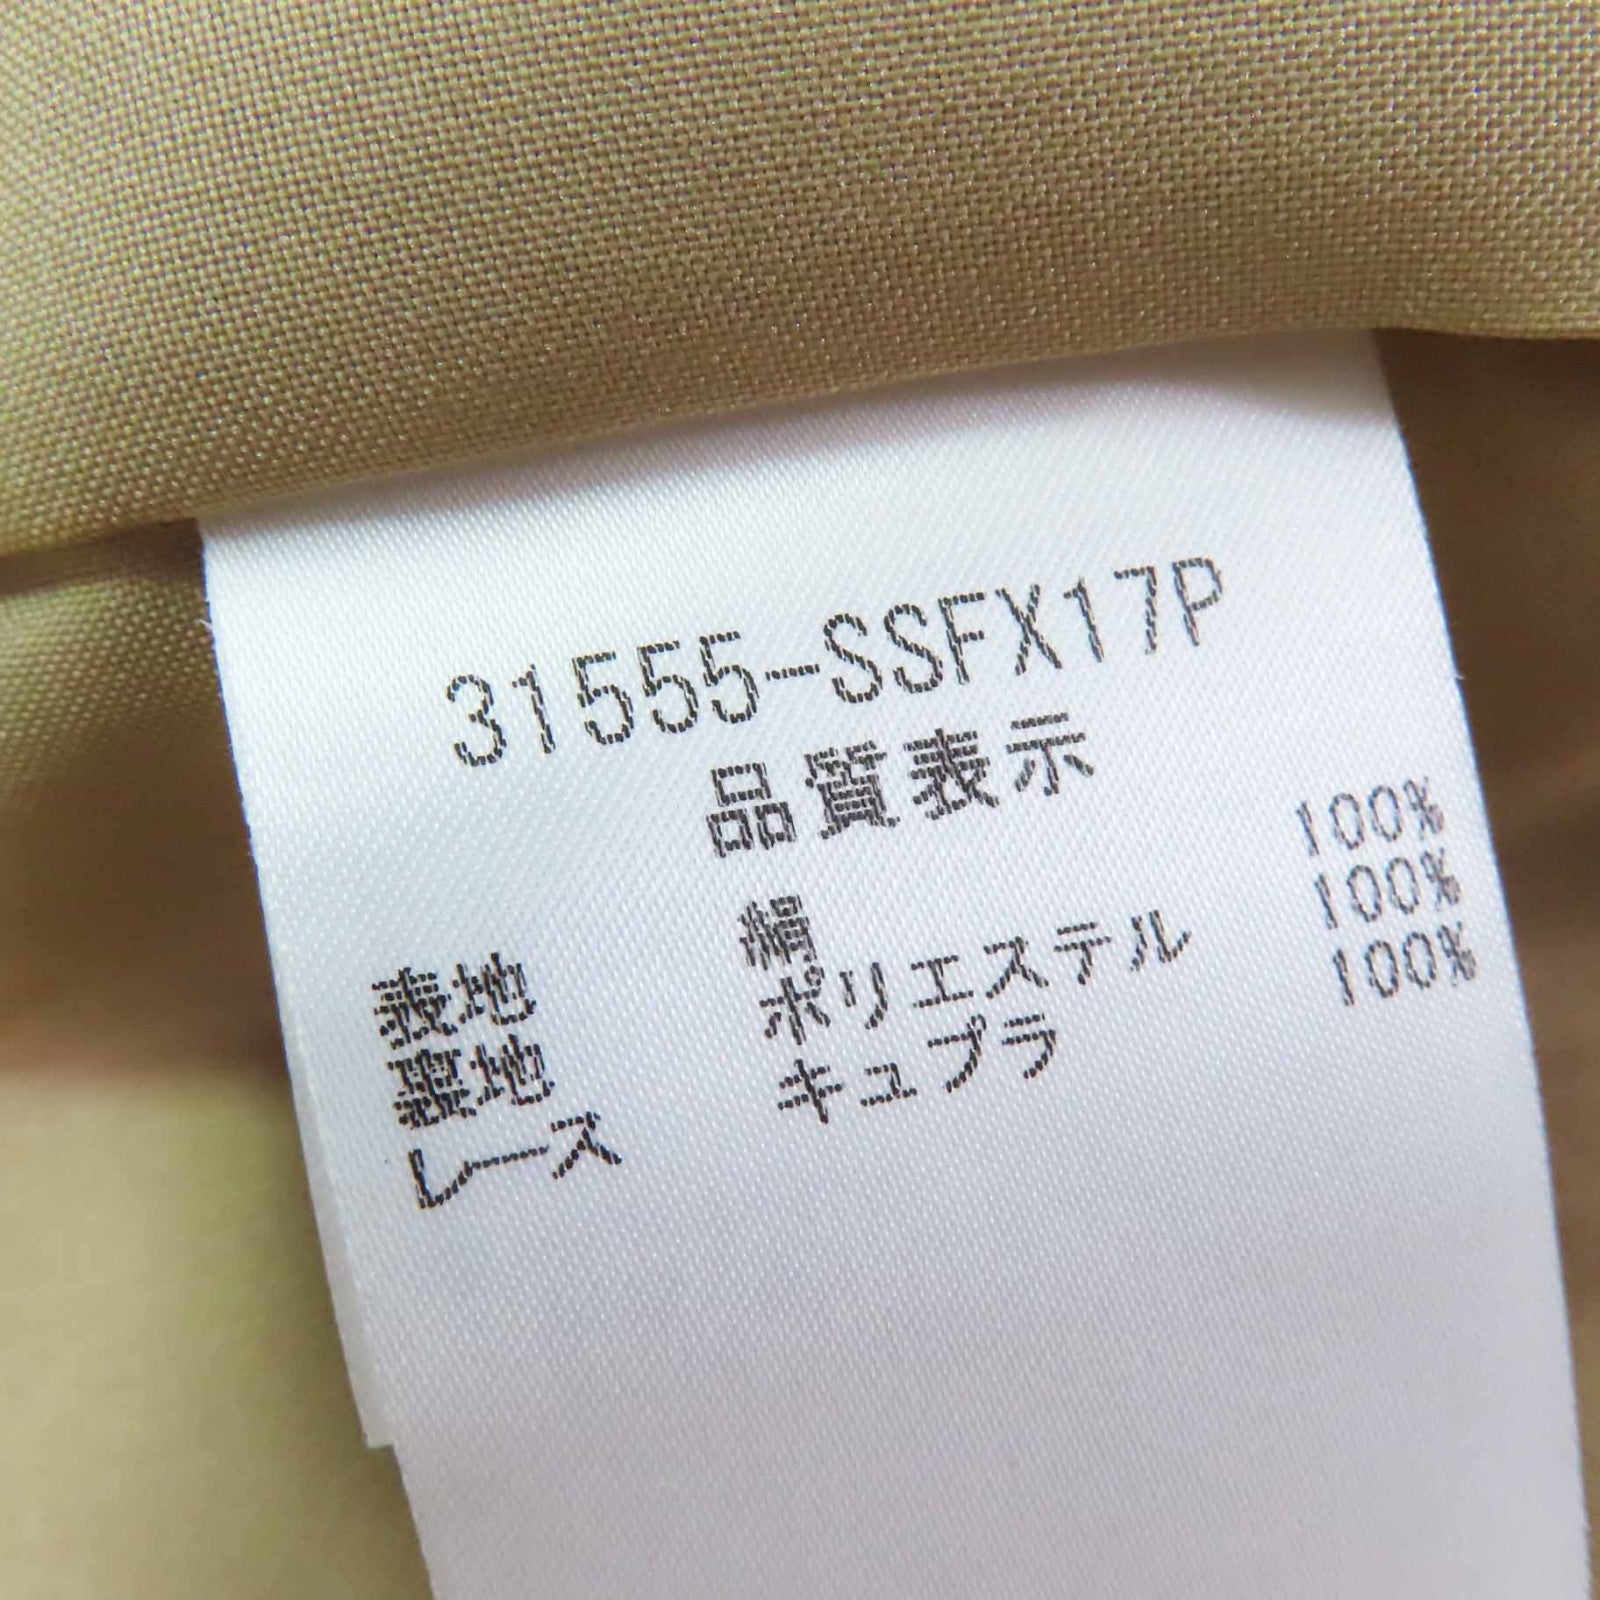 31555-SSFX17P
品質表示
表地 絹 100%
裏地 ポリエステル 100%
レース キュプラ 100%